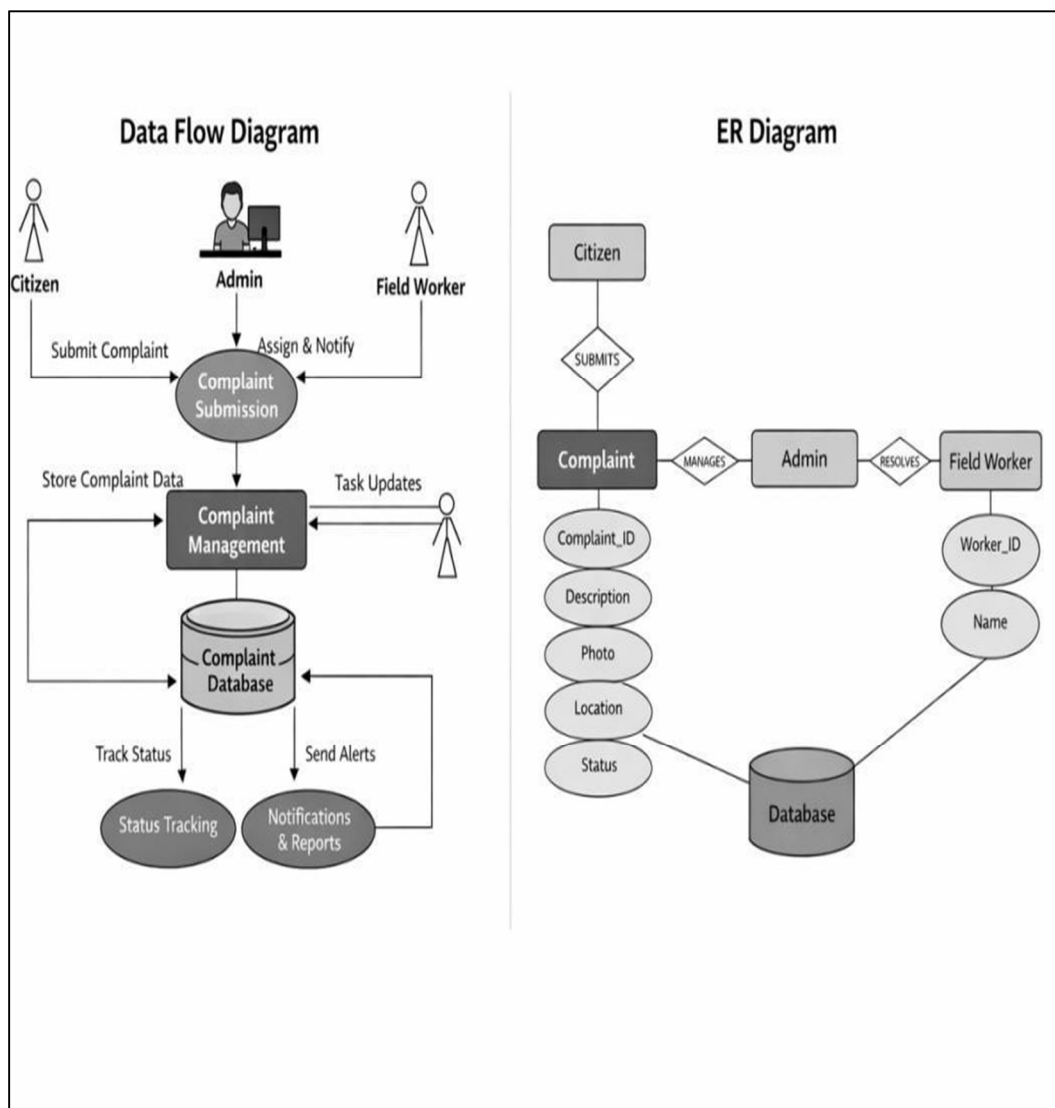 Data Flow Diagram
Citizen
Admin
Field Worker
Submit Complaint
Assign & Notify
Complaint
Submission
Store Complaint Data
Task Updates
Complaint
Management
Complaint
Database
Track Status
Send Alerts
Status Tracking
Notifications
& Reports
ER Diagram
Citizen
SUBMITS
Complaint
MANAGES
Admin
RESOLVES
Field Worker
Complaint_ID
Description
Photo
Location
Status
Worker_ID
Name
Database